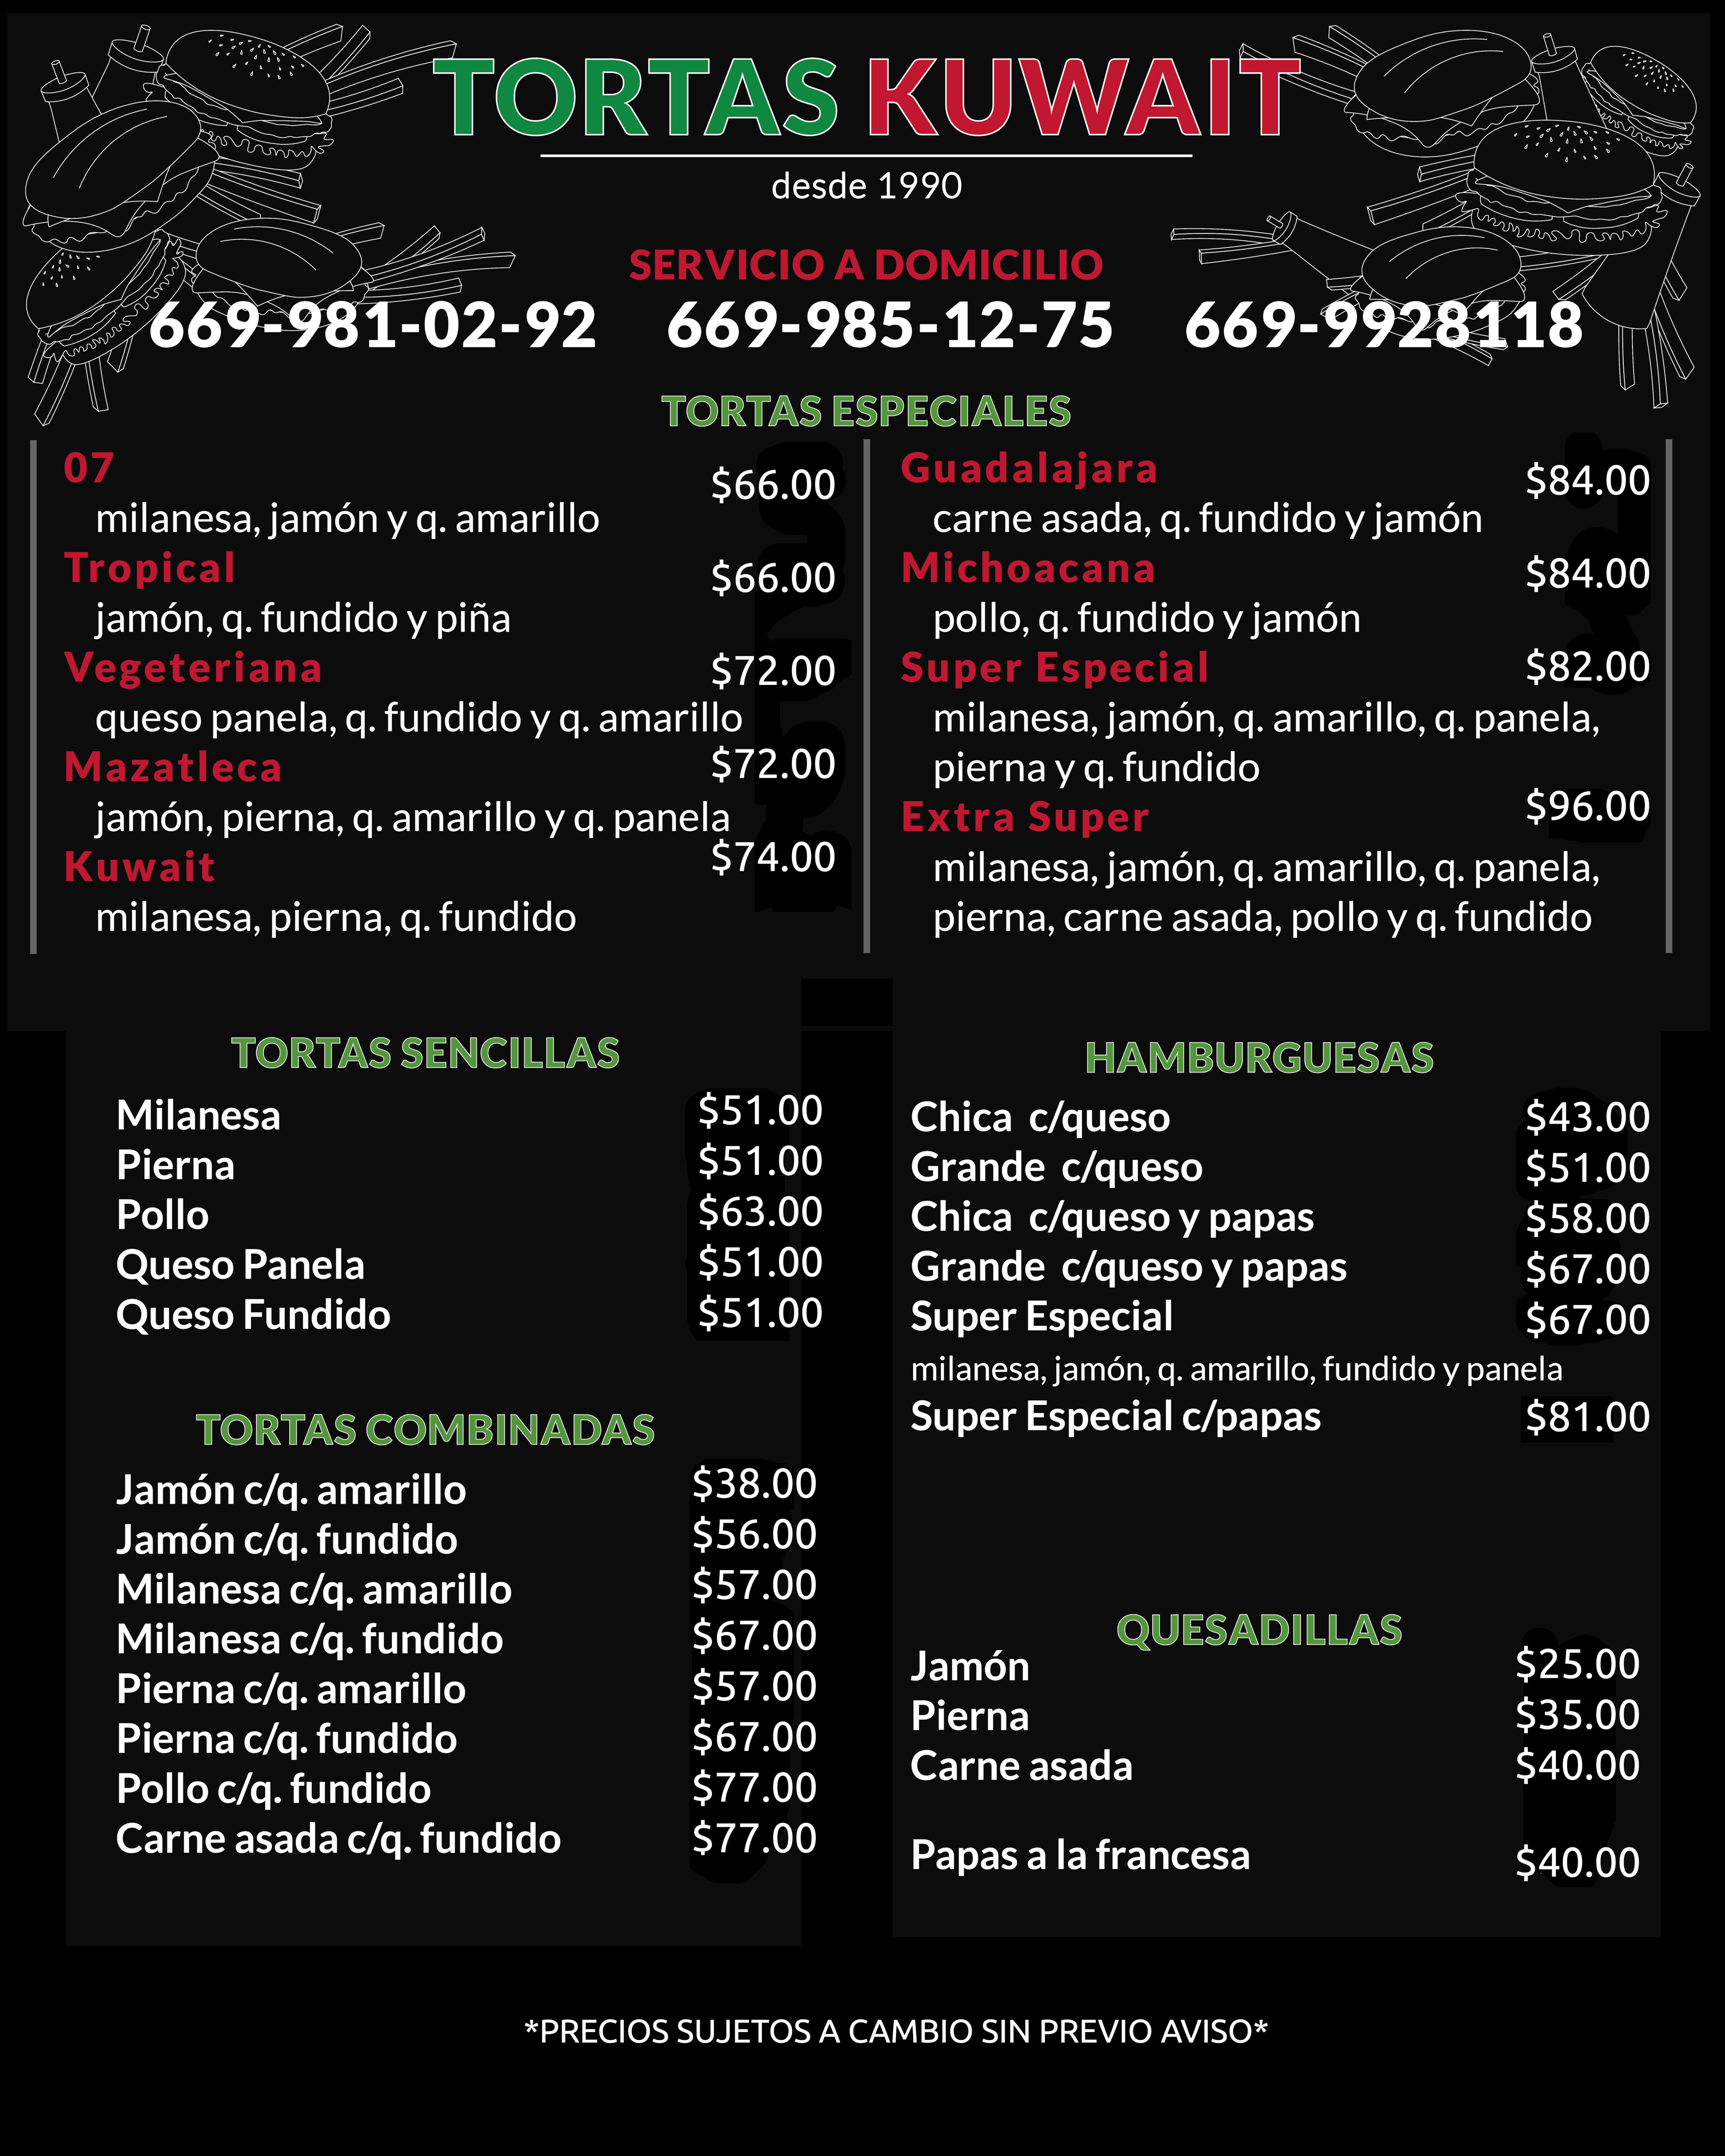 TORTAS KUWAIT
desde 1990
SERVICIO A DOMICILIO
669-981-02-92 669-985-12-75 669-9928118
TORTAS ESPECIALES
07 $66.00
milanesa, jamón y q. amarillo
Tropical $66.00
jamón, q. fundido y piña
Vegeteriana $72.00
queso panela, q. fundido y q. amarillo
Mazatleca $72.00
jamón, pierna, q. amarillo y q. panela
Kuwait $74.00
milanesa, pierna, q. fundido
Guadalajara $84.00
carne asada, q. fundido y jamón
Michoacana $84.00
pollo, q. fundido y jamón
Super Especial $82.00
milanesa, jamón, q. amarillo, q. panela,
pierna y q. fundido
Extra Super $96.00
milanesa, jamón, q. amarillo, q. panela,
pierna, carne asada, pollo y q. fundido
TORTAS SENCILLAS
Milanesa $51.00
Pierna $51.00
Pollo $63.00
Queso Panela $51.00
Queso Fundido $51.00
TORTAS COMBINADAS
Jamón c/q. amarillo $38.00
Jamón c/q. fundido $56.00
Milanesa c/q. amarillo $57.00
Milanesa c/q. fundido $67.00
Pierna c/q. amarillo $57.00
Pierna c/q. fundido $67.00
Pollo c/q. fundido $77.00
Carne asada c/q. fundido $77.00
HAMBURGUESAS
Chica c/queso $43.00
Grande c/queso $51.00
Chica c/queso y papas $58.00
Grande c/queso y papas $67.00
Super Especial $67.00
milanesa, jamón, q. amarillo, fundido y panela
Super Especial c/papas $81.00
QUESADILLAS
Jamón $25.00
Pierna $35.00
Carne asada $40.00
Papas a la francesa $40.00
*PRECIOS SUJETOS A CAMBIO SIN PREVIO AVISO*